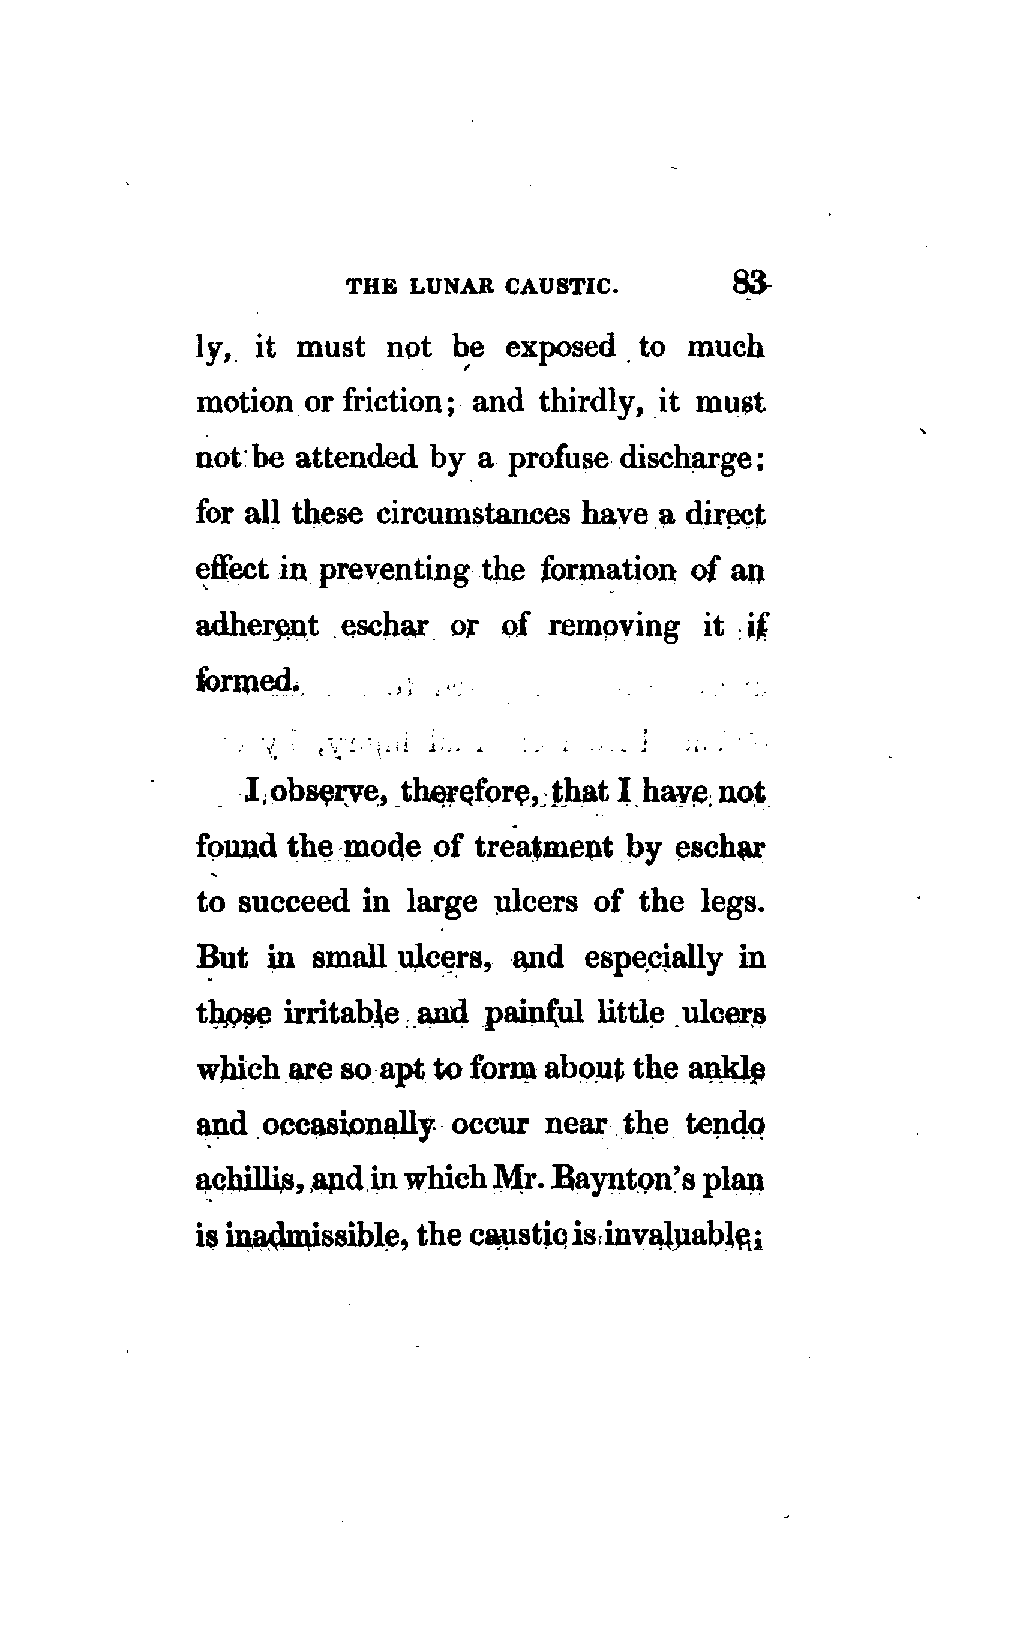 THE LUNAR CAUSTIC. 83
ly, it must not be exposed to much
motion or friction; and thirdly, it must
not be attended by a profuse discharge:
for all these circumstances have a direct
effect in preventing the formation of an
adherent eschar or of removing it if
formed.
I observe, therefore, that I have not
found the mode of treatment by eschar
to succeed in large ulcers of the legs.
But in small ulcers, and especially in
those irritable and painful little ulcers
which are so apt to form about the ankle
and occasionally occur near the tendo
achillis, and in which Mr. Baynton's plan
is inadmissible, the caustic is invaluable;